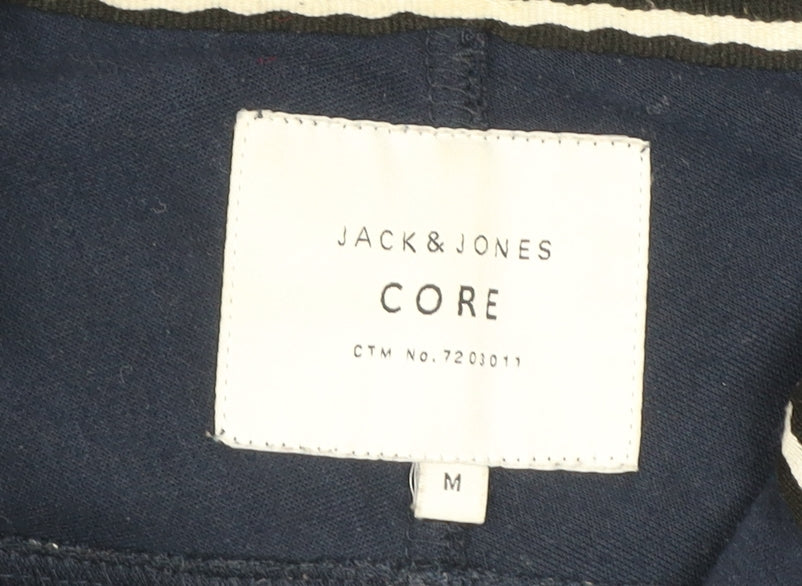 JACK & JONES
CORE
CTM No. 7203011
M